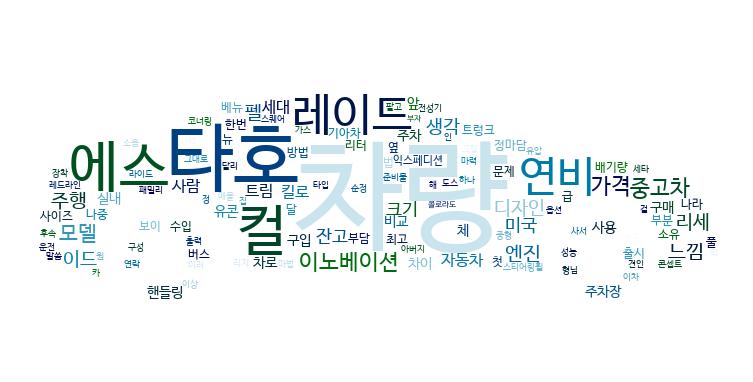 베뉴
펠
세대
레이드
앞
전성기
팔고
부자
코너링
한번
스퀘어
생각
트렁크
뉴
가스
기아차
주차
리터
옆
정마담
유압
에스
타호
차량
방법
익스페디션
마력
문제
연비
배기량
세타
그대로
달리
장착
라이드
레드라인
패밀리
사람
트림
킬로
타입
순정
준비물
해
도스
하나
급
가격
중고차
주행
실내
정
집
컬
콜로라도
옵션
겉
구매
나라
사이즈
나중
유콘
달
크기
비교
디자인
부분
리세
후속
모델
보이
수입
구입
잔고
부담
최고
체
미국
사서
사용
소유
운전
구성
출력
엔진
출시
느낌
풀
말씀
이드
버스
차로
이노베이션
아버지
차이
자동차
첫
스티어링휠
성능
형님
견인
콘셉트
카
연락
이차
핸들링
이상
주차장